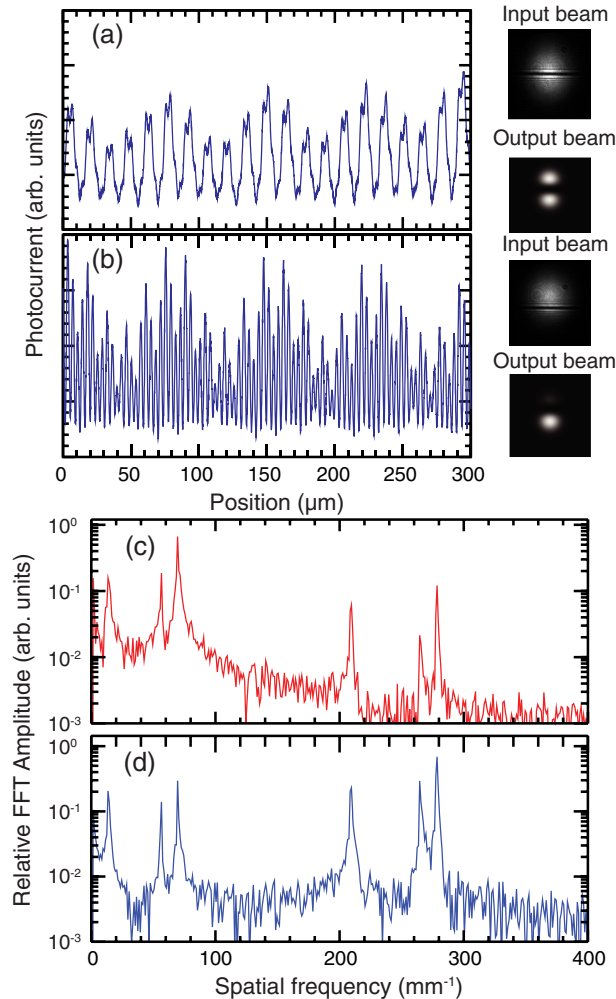 (a)
Input beam
Output beam
Photocurrent (arb. units)
(b)
Input beam
Output beam
0 50 100 150 200 250 300
Position (µm)
(c)
10⁰
10⁻¹
10⁻²
10⁻³
Relative FFT Amplitude (arb. units)
(d)
10⁰
10⁻¹
10⁻²
10⁻³
0 100 200 300 400
Spatial frequency (mm⁻¹)